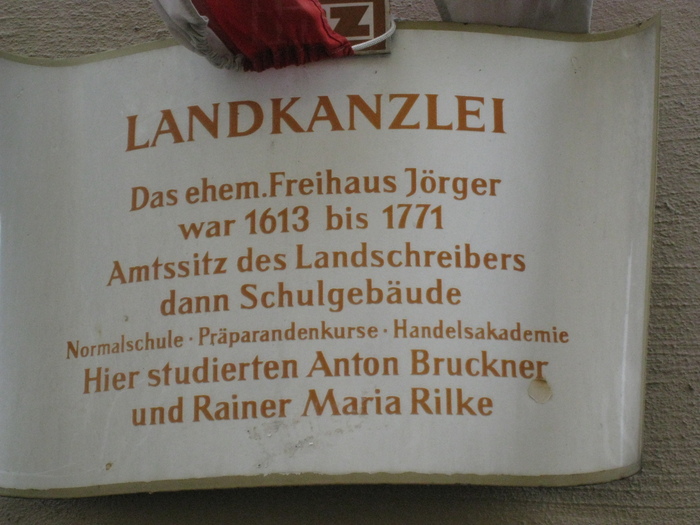 LANDKANZLEI
Das ehem. Freihaus Jörger
war 1613 bis 1771
Amtssitz des Landschreibers
dann Schulgebäude
Normalschule · Präparandenkurse · Handelsakademie
Hier studierten Anton Bruckner
und Rainer Maria Rilke